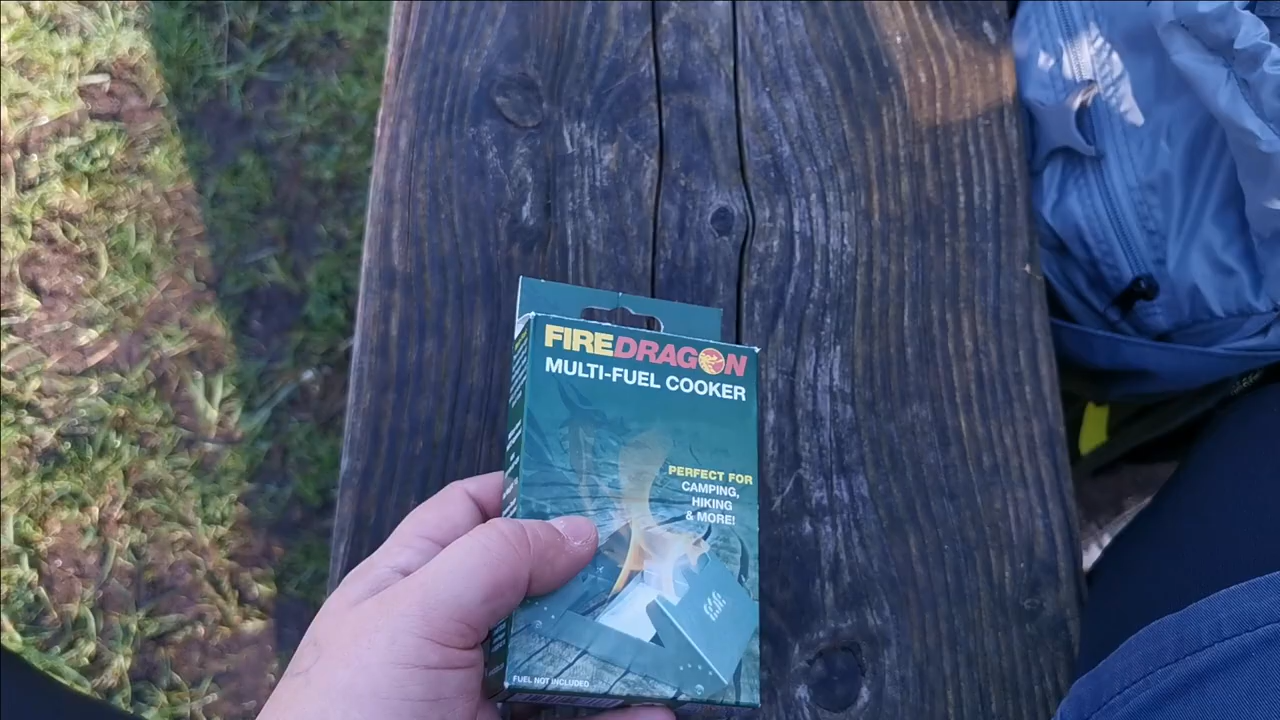 FIREDRAGON
MULTI-FUEL COOKER
PERFECT FOR
CAMPING,
HIKING
& MORE!
FUEL NOT INCLUDED